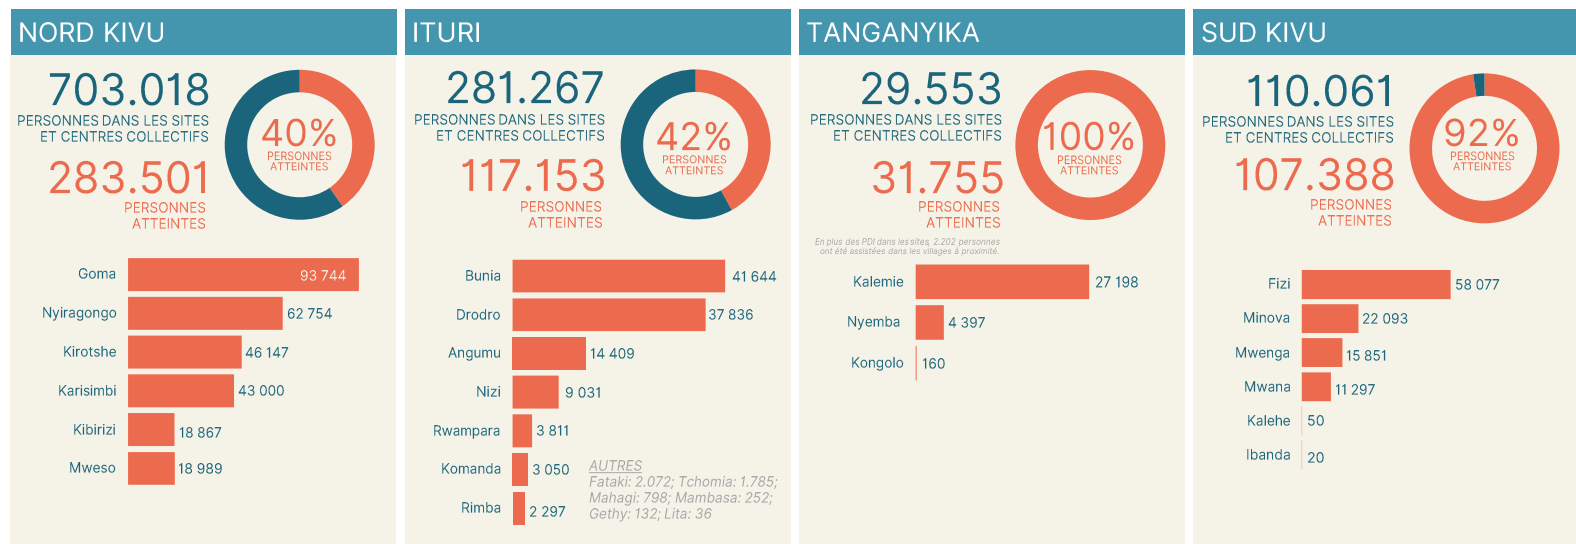 NORD KIVU
703.018
PERSONNES DANS LES SITES
ET CENTRES COLLECTIFS
283.501
PERSONNES
ATTEINTES
40%
PERSONNES
ATTEINTES
Goma 93 744
Nyiragongo 62 754
Kirotshe 46 147
Karisimbi 43 000
Kibirizi 18 867
Mweso 18 989
ITURI
281.267
PERSONNES DANS LES SITES
ET CENTRES COLLECTIFS
117.153
PERSONNES
ATTEINTES
42%
PERSONNES
ATTEINTES
Bunia 41 644
Drodro 37 836
Angumu 14 409
Nizi 9 031
Rwampara 3 811
Komanda 3 050
Rimba 2 297
AUTRES
Fataki: 2.072; Tchomia: 1.785;
Mahagi: 798; Mambasa: 252;
Gethy: 132; Lita: 36
TANGANYIKA
29.553
PERSONNES DANS LES SITES
ET CENTRES COLLECTIFS
31.755
PERSONNES
ATTEINTES
100%
PERSONNES
ATTEINTES
En plus des PDI dans les sites, 2.202 personnes
ont été assistées dans les villages à proximité.
Kalemie 27 198
Nyemba 4 397
Kongolo 160
SUD KIVU
110.061
PERSONNES DANS LES SITES
ET CENTRES COLLECTIFS
107.388
PERSONNES
ATTEINTES
92%
PERSONNES
ATTEINTES
Fizi 58 077
Minova 22 093
Mwenga 15 851
Mwana 11 297
Kalehe 50
Ibanda 20